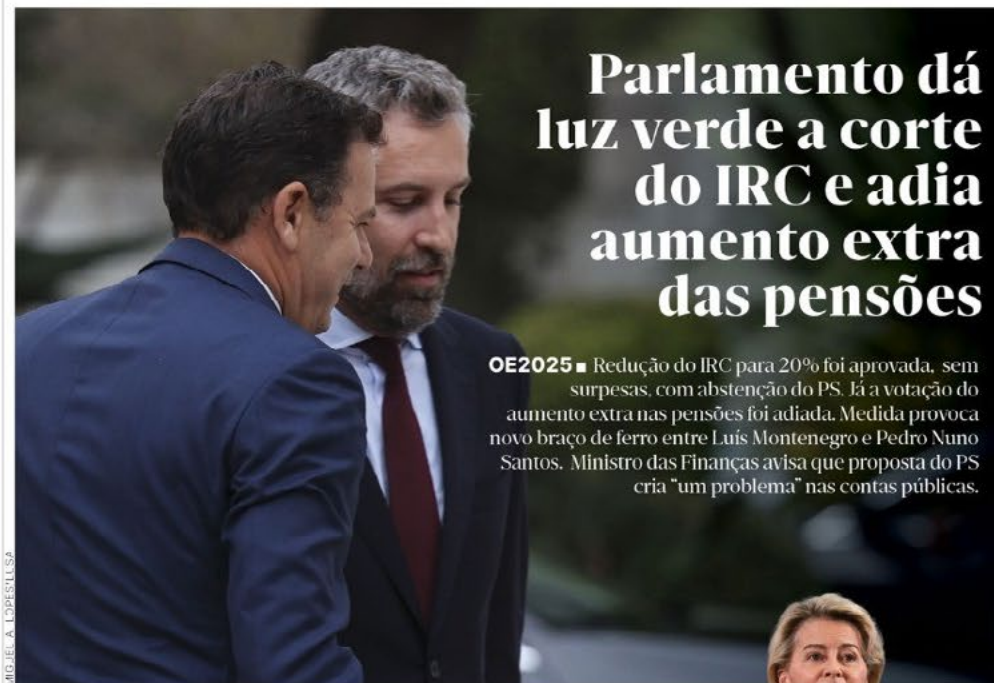 Parlamento dá
luz verde a corte
do IRC e adia
aumento extra
das pensões
OE2025 ■ Redução do IRC para 20% foi aprovada, sem
surpesas, com abstenção do PS. Já a votação do
aumento extra nas pensões foi adiada. Medida provoca
novo braço de ferro entre Luís Montenegro e Pedro Nuno
Santos. Ministro das Finanças avisa que proposta do PS
cria "um problema" nas contas públicas.
MIGUEL A. LOPES/LUSA